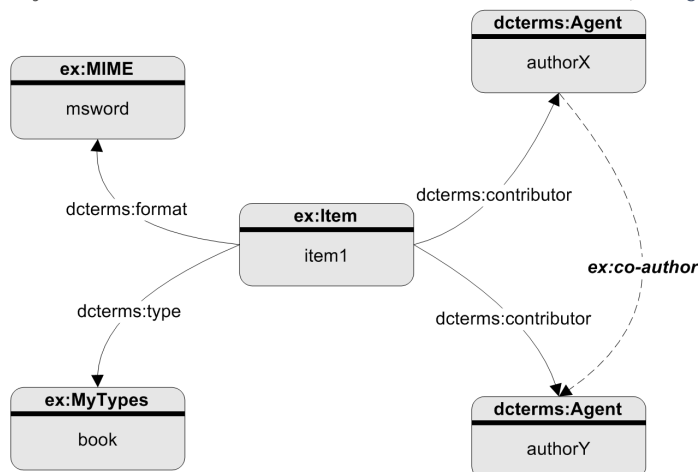 dcterms:Agent
authorX
ex:MIME
msword
dcterms:contributor
dcterms:format
ex:Item
item1
ex:co-author
dcterms:type
dcterms:contributor
ex:MyTypes
book
dcterms:Agent
authorY